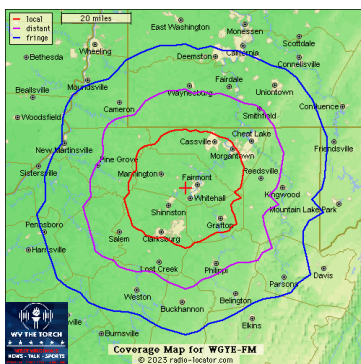 local
distant
fringe
20 miles
East Washington
Monessen
Wheeling
California
Scottdale
Bethesda
Deemston
Connellsville
Moundsville
Fairdale
Beallsville
Waynesburg
Uniontown
Cameron
Smithfield
Confluence
Woodsfield
Cheat Lake
New Martinsville
Cassville
Friendsville
Morgantown
Pine Grove
Sistersville
Mannington
Fairmont
Reedsville
Kingwood
Whitehall
Shinnston
Mountain Lake Park
Pennsboro
Grafton
Salem
Clarksburg
Harrisville
Lost Creek
Philippi
Davis
Parsons
Weston
Belington
Buckhannon
Elkins
Burnsville
WV THE TORCH
NEWS - TALK - SPORTS
Coverage Map for WGYE-FM
© 2023 radio-locator.com